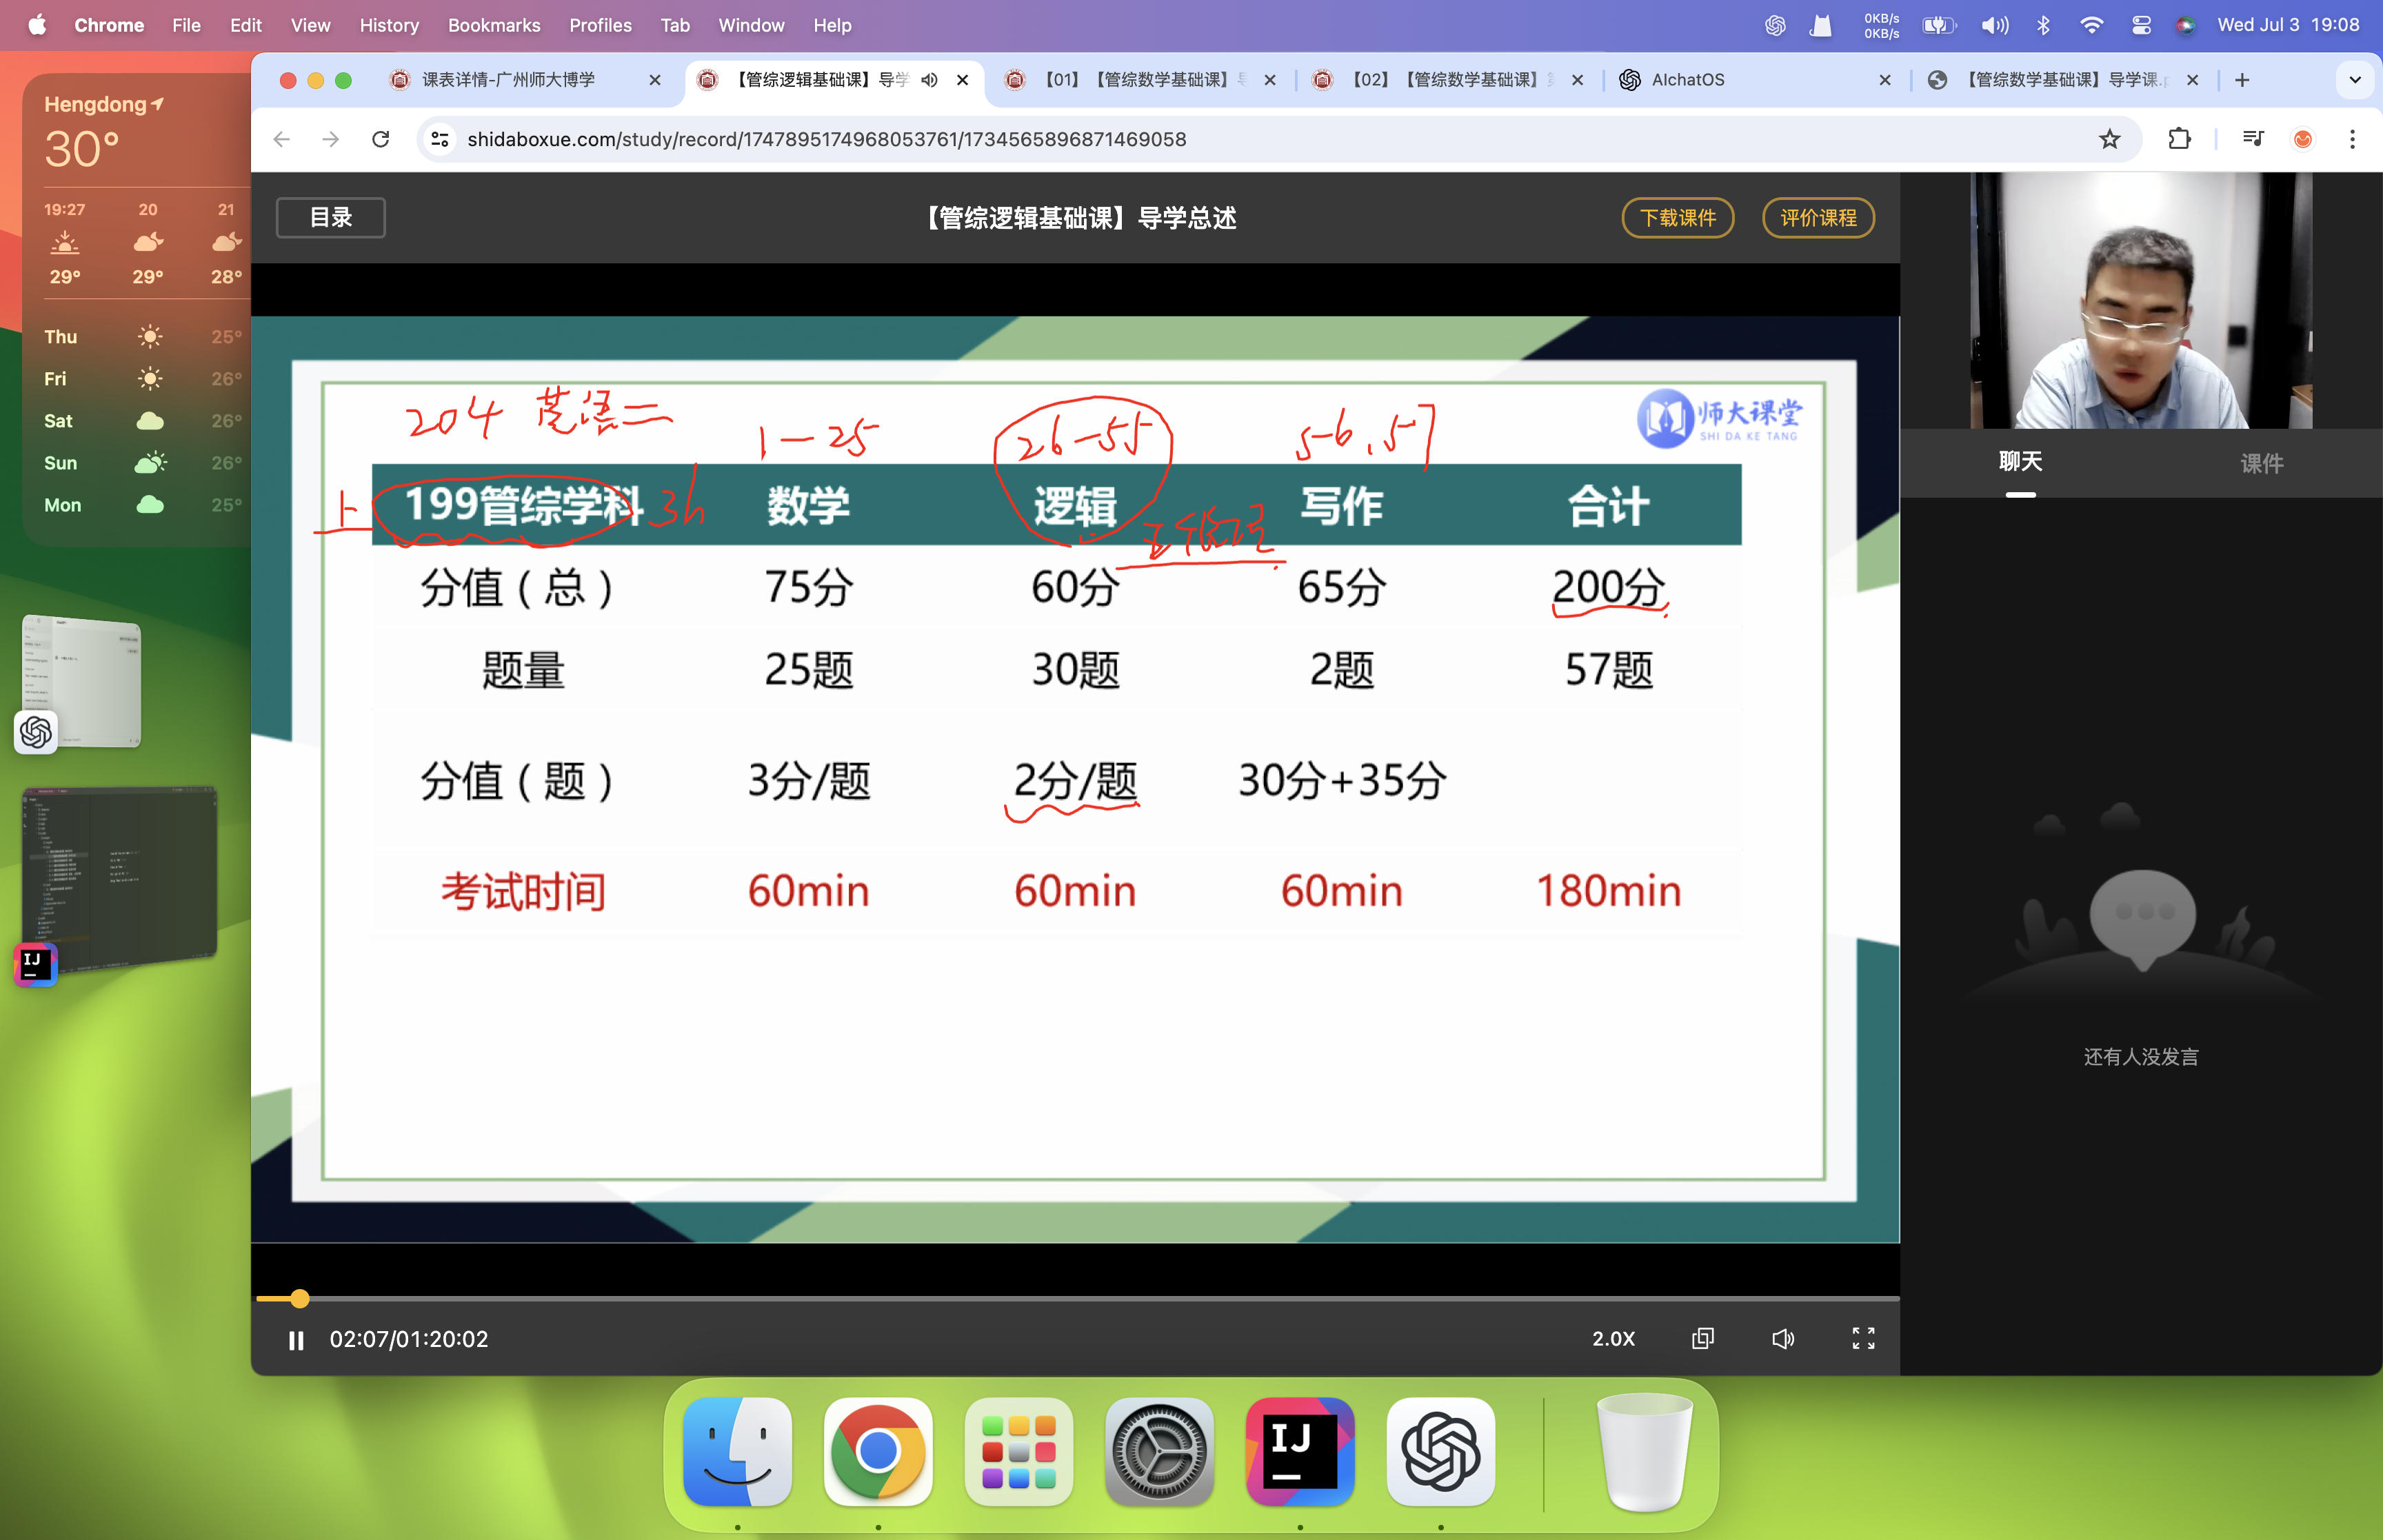 Chrome File Edit View History Bookmarks Profiles Tab Window Help
0KB/s
0KB/s
Wed Jul 3 19:08
Hengdong
30°
19:27 20 21
29° 29° 28°
Thu 25°
Fri 26°
Sat 26°
Sun 26°
Mon 25°
课表详情-广州师大博学
【管综逻辑基础课】导学
【01】【管综数学基础课】导
【02】【管综数学基础课】
AIchatOS
【管综数学基础课】导学课.p
shidaboxue.com/study/record/1747895174968053761/1734565896871469058
目录
【管综逻辑基础课】导学总述
下载课件
评价课程
聊天
课件
师大课堂
SHI DA KE TANG
204 英语二
1-25
26-55
56,57
上
199管综学科 3h 数学 逻辑 写作 合计
分值（总） 75分 60分 65分 200分
题量 25题 30题 2题 57题
分值（题） 3分/题 2分/题 30分+35分
考试时间 60min 60min 60min 180min
还有人没发言
02:07/01:20:02
2.0X
IJ
IJ